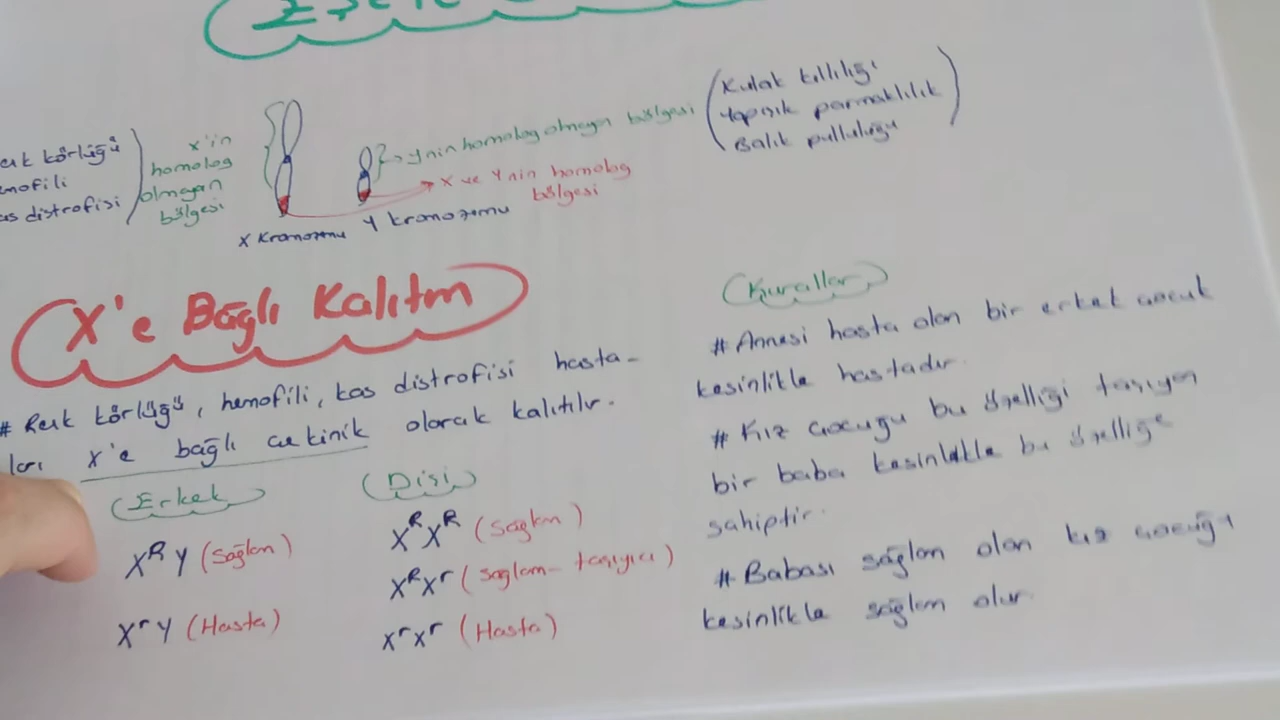 körlüğü
distrofisi
x'in
homolog
olmayan
bölgesi
X Kromozomu
Y kromozomu
Y nin homolog olmayan bölgesi
X ve Y nin homolog
bölgesi
Kulak kıllılığı
Yapışık parmaklılık
Balık pulluluğu
X'e Bağlı Kalıtım
# Renk körlüğü, hemofili, kas distrofisi hasta-
ları x'e bağlı çekinik olarak kalıtılır.
Erkek
X^R Y (Sağlam)
X^r Y (Hasta)
Dişi
X^R X^R (Sağlam)
X^R X^r (Sağlam-taşıyıcı)
X^r X^r (Hasta)
Kurallar
# Annesi hasta olan bir erkek çocuk
kesinlikle hastadır.
# Kız çocuğu bu özelliği taşıyan
bir baba kesinlikle bu özelliğe
sahiptir.
# Babası sağlam olan kız çocuğu
kesinlikle sağlam olur.